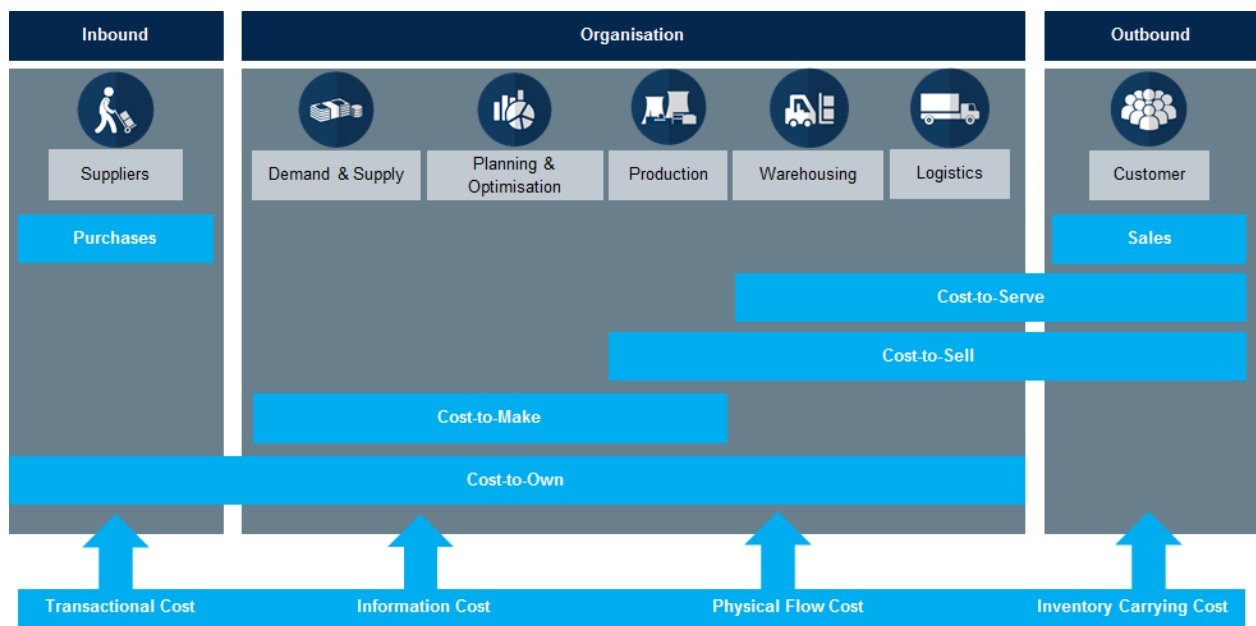 Inbound
Organisation
Outbound
Suppliers
Demand & Supply
Planning &
Optimisation
Production
Warehousing
Logistics
Customer
Purchases
Sales
Cost-to-Serve
Cost-to-Sell
Cost-to-Make
Cost-to-Own
Transactional Cost
Information Cost
Physical Flow Cost
Inventory Carrying Cost